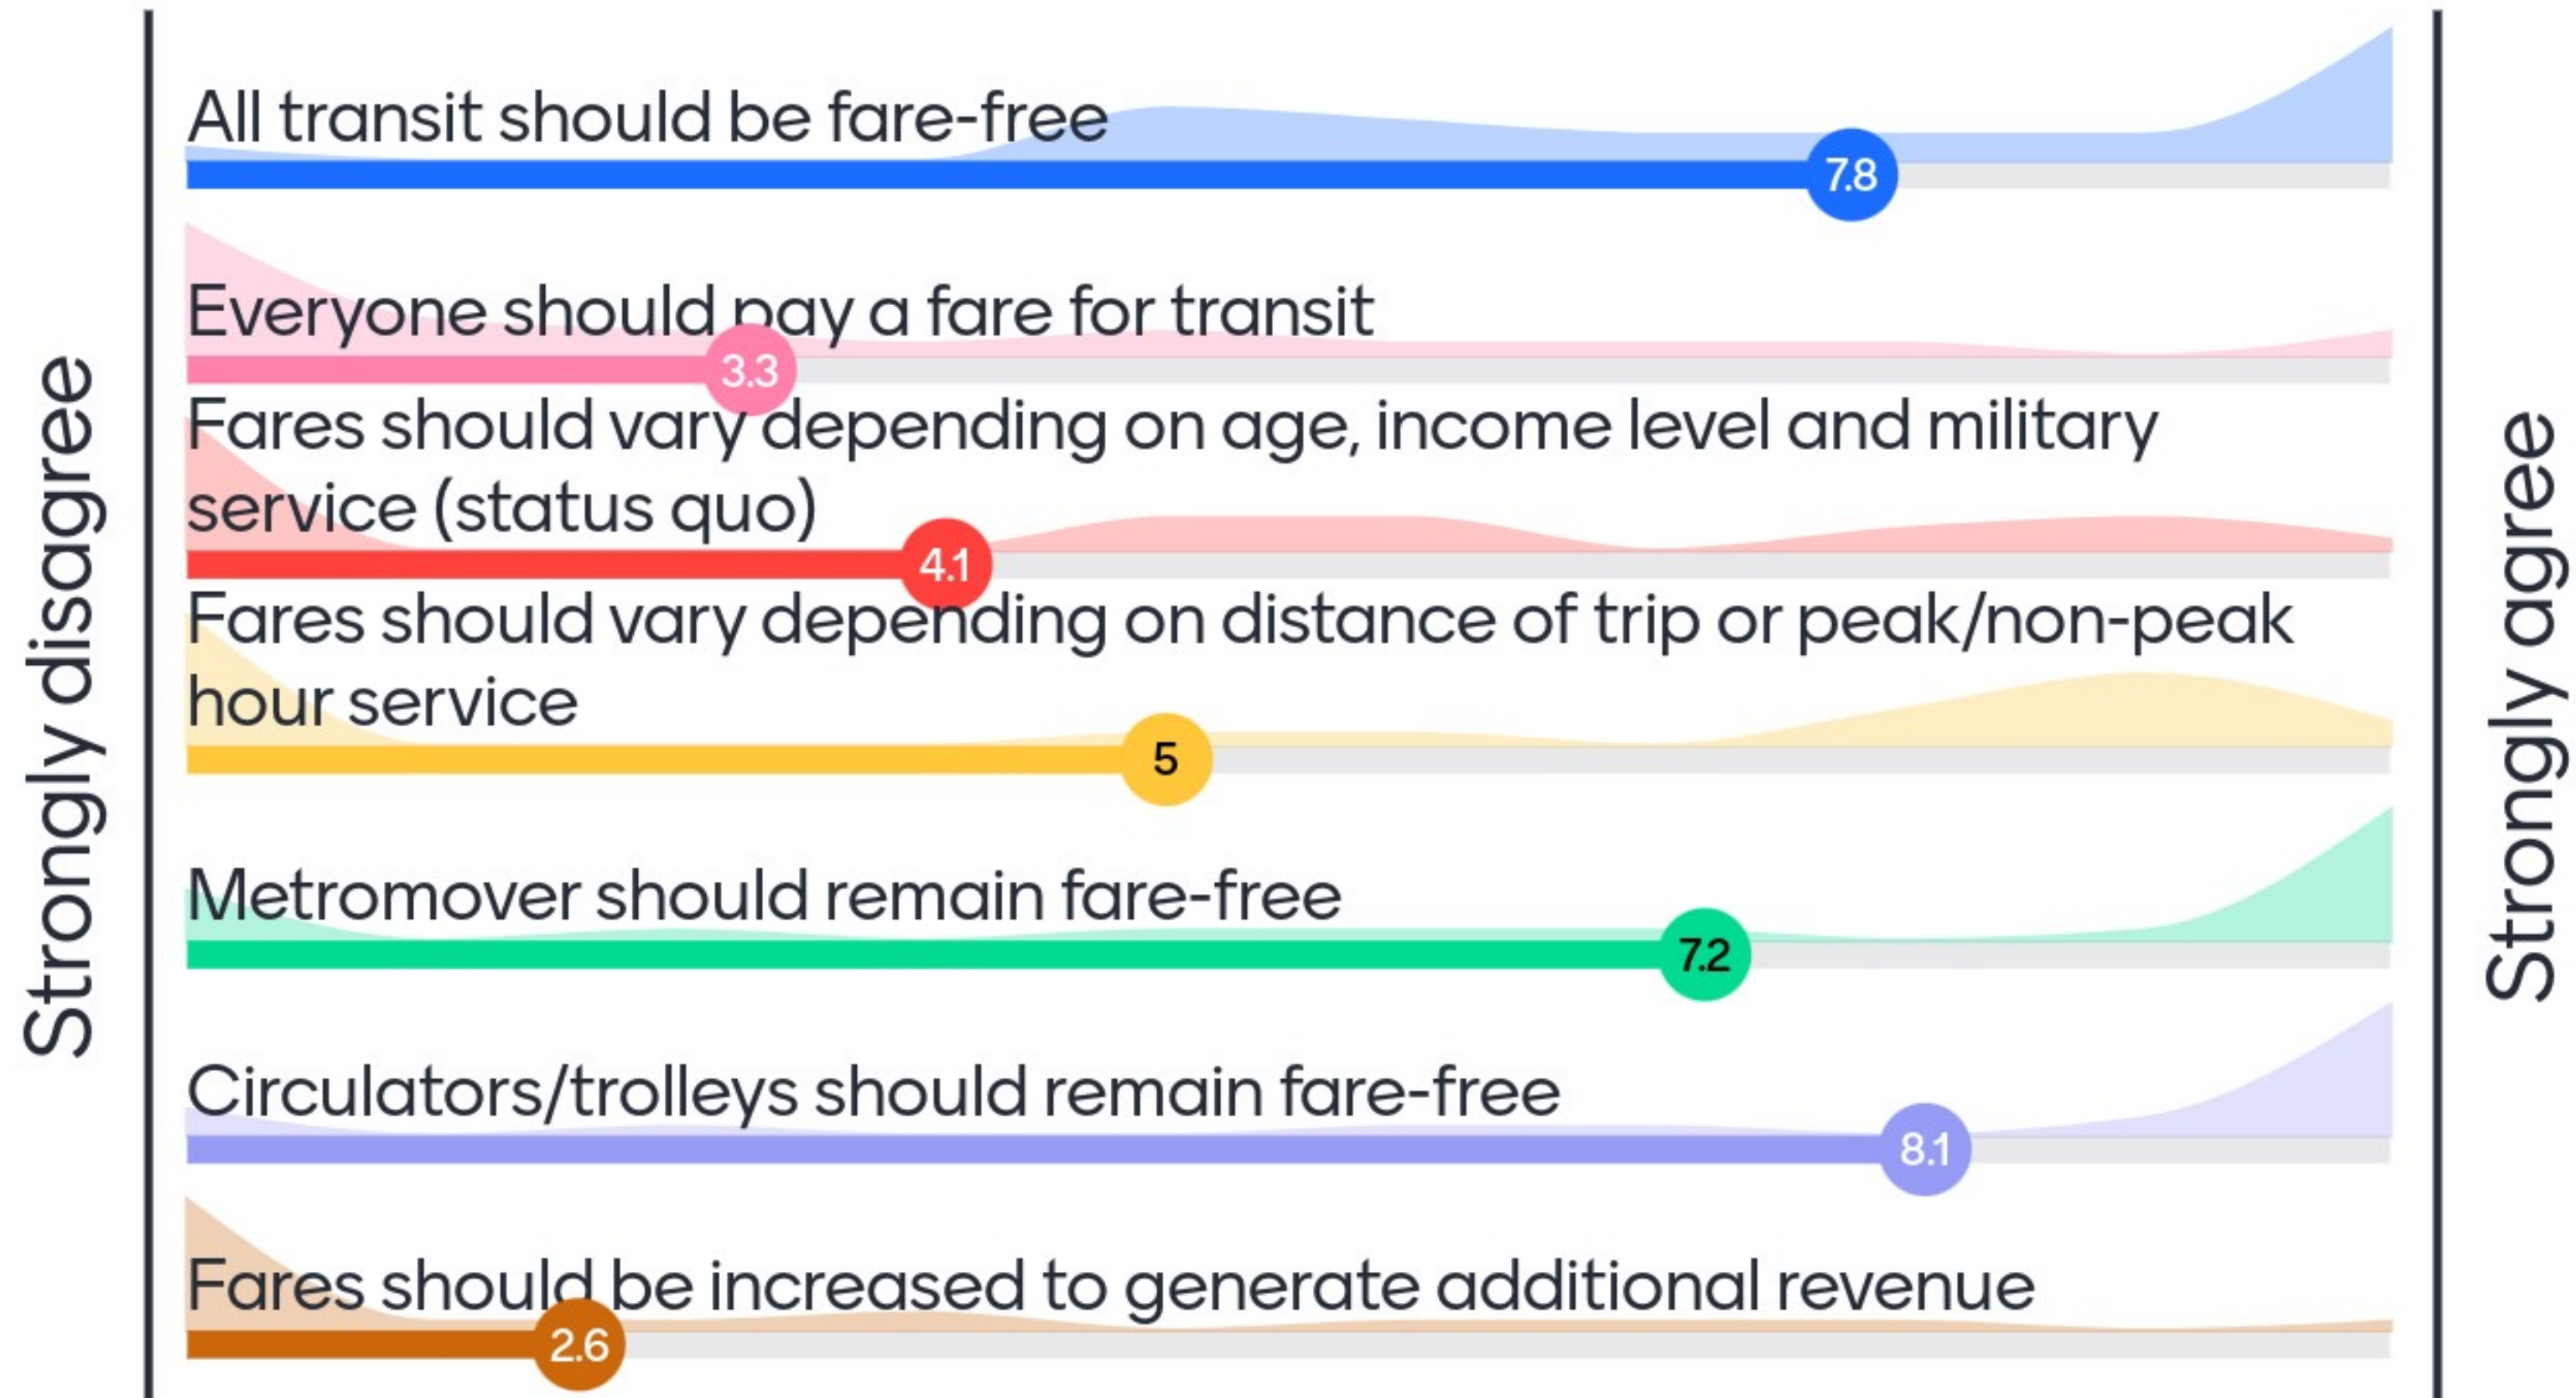 Strongly disagree
All transit should be fare-free
7.8
Everyone should pay a fare for transit
3.3
Fares should vary depending on age, income level and military
service (status quo)
4.1
Fares should vary depending on distance of trip or peak/non-peak
hour service
5
Metromover should remain fare-free
7.2
Circulators/trolleys should remain fare-free
8.1
Fares should be increased to generate additional revenue
2.6
Strongly agree